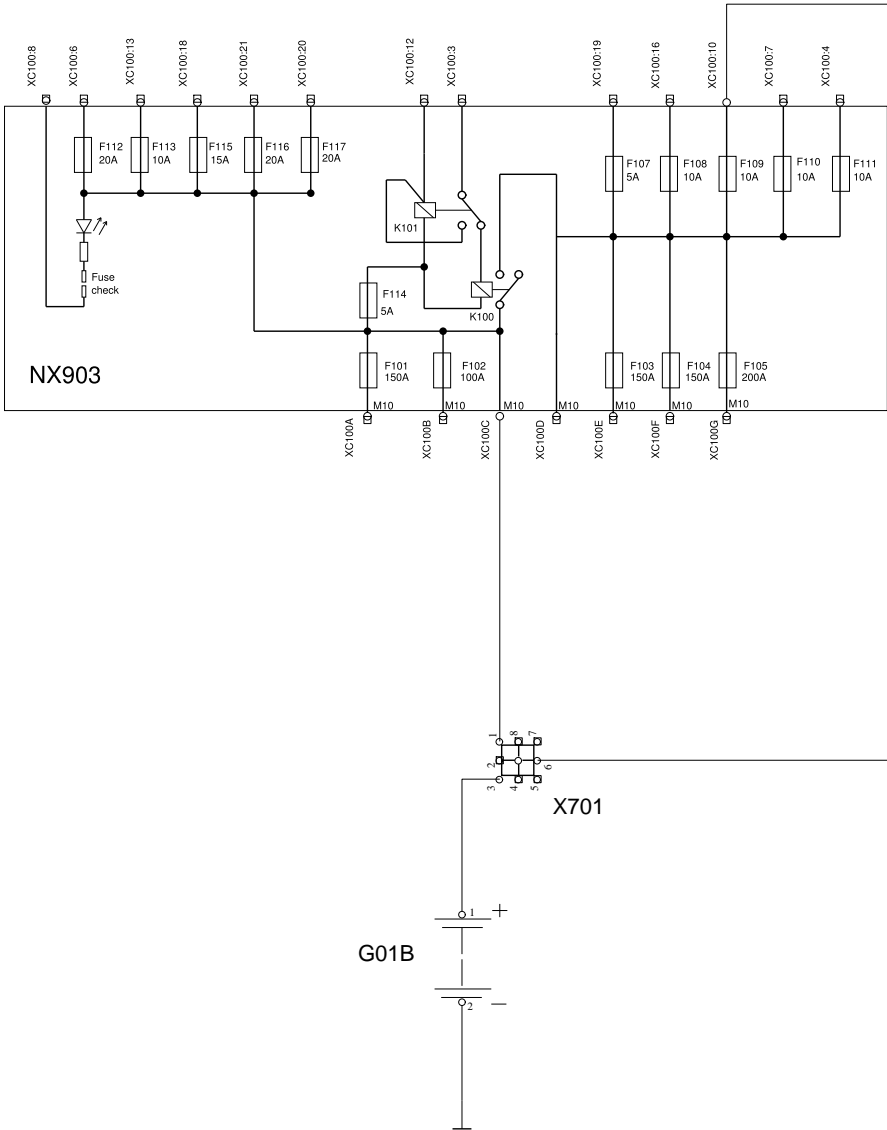 XC100:8
XC100:6
XC100:13
XC100:18
XC100:21
XC100:20
XC100:12
XC100:3
XC100:19
XC100:16
XC100:10
XC100:7
XC100:4
F112
20A
F113
10A
F115
15A
F116
20A
F117
20A
F107
5A
F108
10A
F109
10A
F110
10A
F111
10A
K101
Fuse
check
F114
5A
K100
NX903
F101
150A
F102
100A
F103
150A
F104
150A
F105
200A
M10
M10
M10
M10
M10
M10
M10
XC100A
XC100B
XC100C
XC100D
XC100E
XC100F
XC100G
1
8
7
2
6
3
4
5
X701
1
+
G01B
2
−